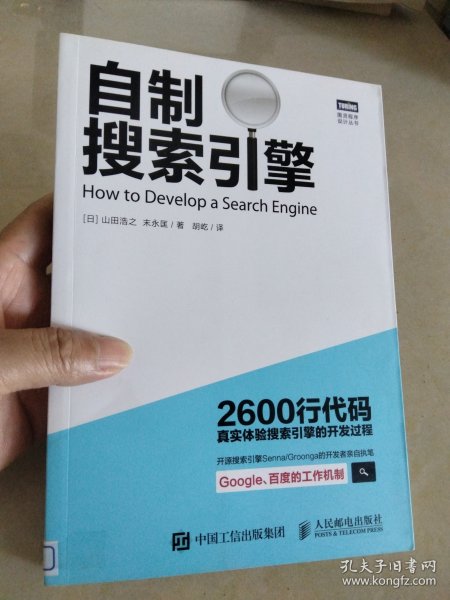 自制
搜索引擎
TURING
图灵程序
设计丛书
How to Develop a Search Engine
[日] 山田浩之 末永匡 / 著 胡屹 / 译
2600行代码
真实体验搜索引擎的开发过程
开源搜索引擎Senna/Groonga的开发者亲自执笔
Google、百度的工作机制
中国工信出版集团
人民邮电出版社
POSTS & TELECOM PRESS
孔夫子旧书网
www.kongfz.com